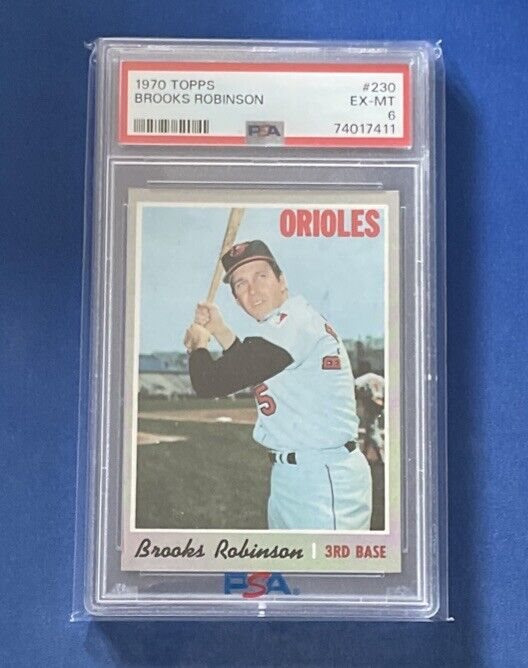 1970 TOPPS #230
BROOKS ROBINSON EX-MT
6
PSA 74017411
ORIOLES
5
Brooks Robinson 3RD BASE
PSA